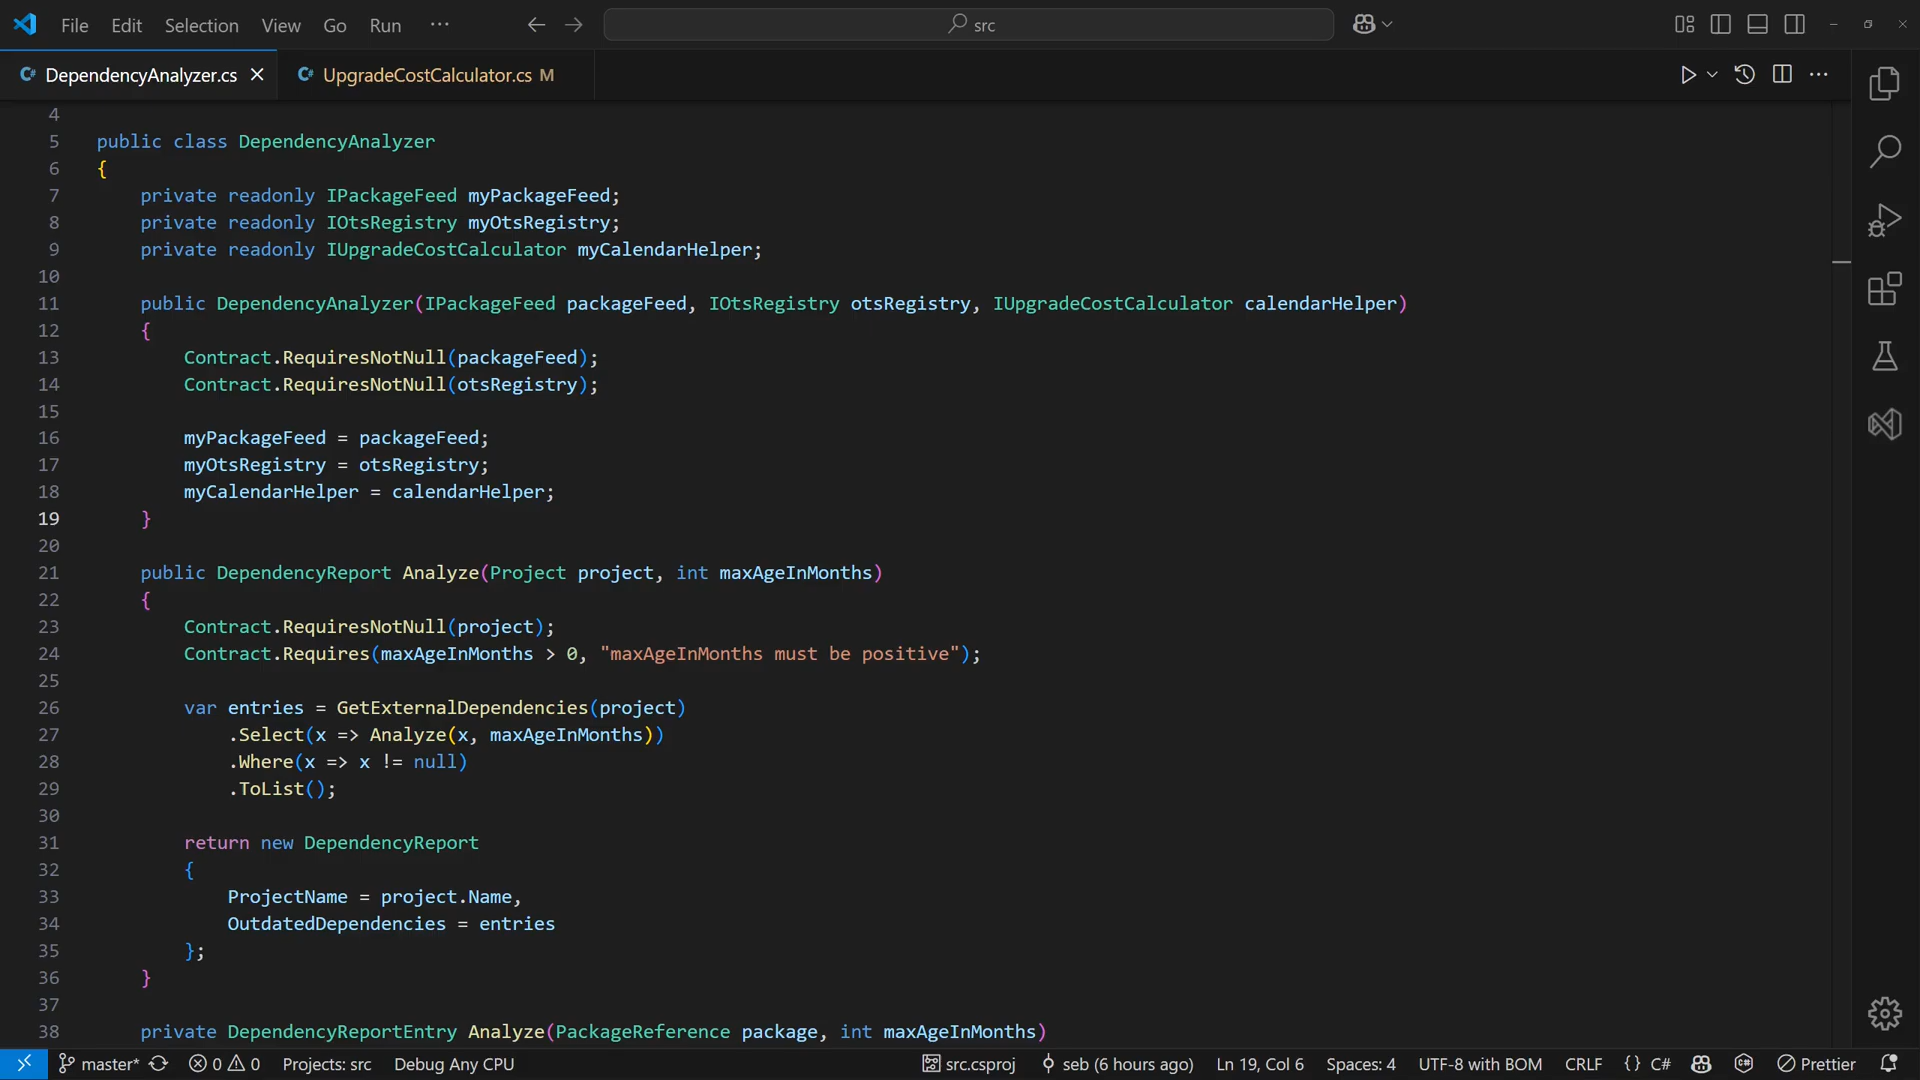 File Edit Selection View Go Run ··· src
DependencyAnalyzer.cs UpgradeCostCalculator.cs M
4
5 public class DependencyAnalyzer
6 {
7 private readonly IPackageFeed myPackageFeed;
8 private readonly IOtsRegistry myOtsRegistry;
9 private readonly IUpgradeCostCalculator myCalendarHelper;
10
11 public DependencyAnalyzer(IPackageFeed packageFeed, IOtsRegistry otsRegistry, IUpgradeCostCalculator calendarHelper)
12 {
13 Contract.RequiresNotNull(packageFeed);
14 Contract.RequiresNotNull(otsRegistry);
15
16 myPackageFeed = packageFeed;
17 myOtsRegistry = otsRegistry;
18 myCalendarHelper = calendarHelper;
19 }
20
21 public DependencyReport Analyze(Project project, int maxAgeInMonths)
22 {
23 Contract.RequiresNotNull(project);
24 Contract.Requires(maxAgeInMonths > 0, "maxAgeInMonths must be positive");
25
26 var entries = GetExternalDependencies(project)
27 .Select(x => Analyze(x, maxAgeInMonths))
28 .Where(x => x != null)
29 .ToList();
30
31 return new DependencyReport
32 {
33 ProjectName = project.Name,
34 OutdatedDependencies = entries
35 };
36 }
37
38 private DependencyReportEntry Analyze(PackageReference package, int maxAgeInMonths)
master* 0 0 Projects: src Debug Any CPU src.csproj seb (6 hours ago) Ln 19, Col 6 Spaces: 4 UTF-8 with BOM CRLF {} C# Prettier